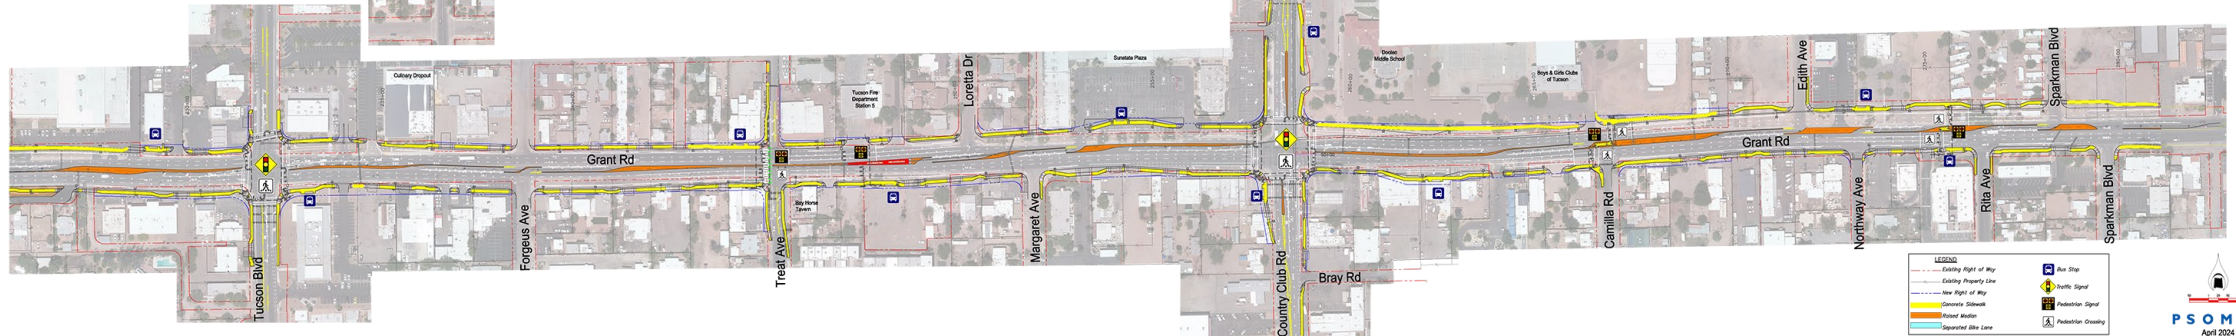 Culinary Dropout
Tucson Fire
Department
Station 5
Loretta Dr
Sunstate Plaza
Doolen
Middle School
Boys & Girls Clubs
of Tucson
Edith Ave
Sparkman Blvd
Grant Rd
Grant Rd
Bay Horse
Tavern
Tucson Blvd
Forgeus Ave
Treat Ave
Margaret Ave
Country Club Rd
Bray Rd
Camilla Rd
Northway Ave
Rita Ave
Sparkman Blvd
LEGEND
Existing Right of Way
Existing Property Line
New Right of Way
Concrete Sidewalk
Raised Median
Separated Bike Lane
Bus Stop
Traffic Signal
Pedestrian Signal
Pedestrian Crossing
PSOM
April 2024